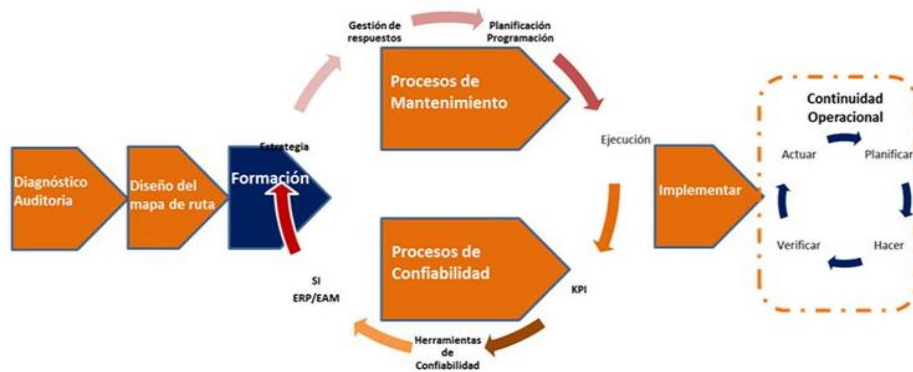 Gestión de
respuestos
Planificación
Programación
Procesos de
Mantenimiento
Continuidad
Operacional
Ejecución
Estrategia
Actuar
Planificar
Diagnóstico
Auditoria
Diseño del
mapa de ruta
Formación
Implementar
Procesos de
Confiabilidad
Verificar
Hacer
SI
ERP/EAM
KPI
Herramientas
de
Confiabilidad